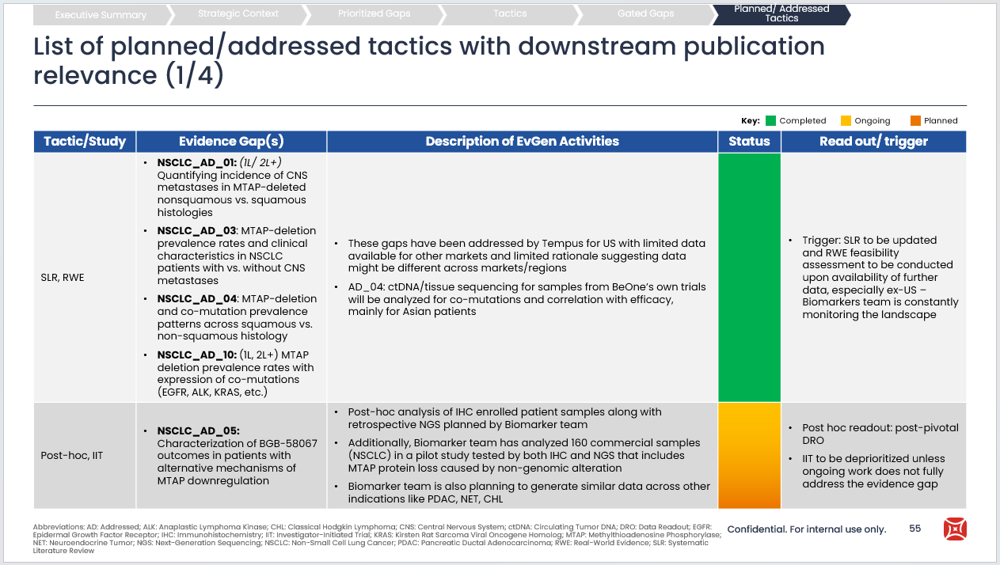 Executive Summary
Strategic Context
Prioritized Gaps
Tactics
Gated Gaps
Planned/ Addressed
Tactics
List of planned/addressed tactics with downstream publication
relevance (1/4)
Key:
Completed
Ongoing
Planned
Tactic/Study
Evidence Gap(s)
Description of EvGen Activities
Status
Read out/ trigger
SLR, RWE
• NSCLC_AD_01: (1L/ 2L+)
Quantifying incidence of CNS
metastases in MTAP-deleted
nonsquamous vs. squamous
histologies
• NSCLC_AD_03: MTAP-deletion
prevalence rates and clinical
characteristics in NSCLC
patients with vs. without CNS
metastases
• NSCLC_AD_04: MTAP-deletion
and co-mutation prevalence
patterns across squamous vs.
non-squamous histology
• NSCLC_AD_10: (1L, 2L+) MTAP
deletion prevalence rates with
expression of co-mutations
(EGFR, ALK, KRAS, etc.)
• These gaps have been addressed by Tempus for US with limited data
available for other markets and limited rationale suggesting data
might be different across markets/regions
• AD_04: ctDNA/tissue sequencing for samples from BeOne’s own trials
will be analyzed for co-mutations and correlation with efficacy,
mainly for Asian patients
• Trigger: SLR to be updated
and RWE feasibility
assessment to be conducted
upon availability of further
data, especially ex-US –
Biomarkers team is constantly
monitoring the landscape
Post-hoc, IIT
• NSCLC_AD_05:
Characterization of BGB-58067
outcomes in patients with
alternative mechanisms of
MTAP downregulation
• Post-hoc analysis of IHC enrolled patient samples along with
retrospective NGS planned by Biomarker team
• Additionally, Biomarker team has analyzed 160 commercial samples
(NSCLC) in a pilot study tested by both IHC and NGS that includes
MTAP protein loss caused by non-genomic alteration
• Biomarker team is also planning to generate similar data across other
indications like PDAC, NET, CHL
• Post hoc readout: post-pivotal
DRO
• IIT to be deprioritized unless
ongoing work does not fully
address the evidence gap
Abbreviations: AD: Addressed; ALK: Anaplastic Lymphoma Kinase; CHL: Classical Hodgkin Lymphoma; CNS: Central Nervous System; ctDNA: Circulating Tumor DNA; DRO: Data Readout; EGFR:
Epidermal Growth Factor Receptor; IHC: Immunohistochemistry; IIT: Investigator-Initiated Trial; KRAS: Kirsten Rat Sarcoma Viral Oncogene Homolog; MTAP: Methylthioadenosine Phosphorylase;
NET: Neuroendocrine Tumor; NGS: Next-Generation Sequencing; NSCLC: Non-Small Cell Lung Cancer; PDAC: Pancreatic Ductal Adenocarcinoma; RWE: Real-World Evidence; SLR: Systematic
Literature Review
Confidential. For internal use only.
55